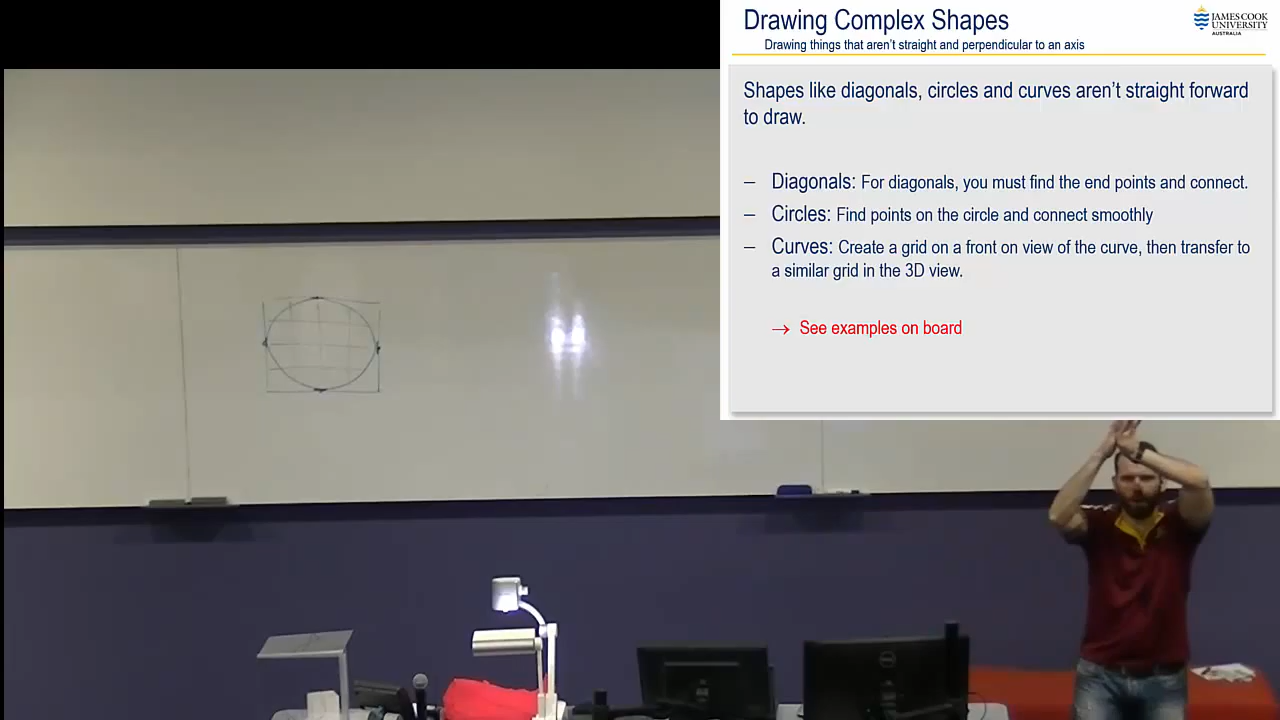 Drawing Complex Shapes
Drawing things that aren't straight and perpendicular to an axis
JAMES COOK
UNIVERSITY
AUSTRALIA
Shapes like diagonals, circles and curves aren't straight forward
to draw.
– Diagonals: For diagonals, you must find the end points and connect.
– Circles: Find points on the circle and connect smoothly
– Curves: Create a grid on a front on view of the curve, then transfer to
a similar grid in the 3D view.
→ See examples on board